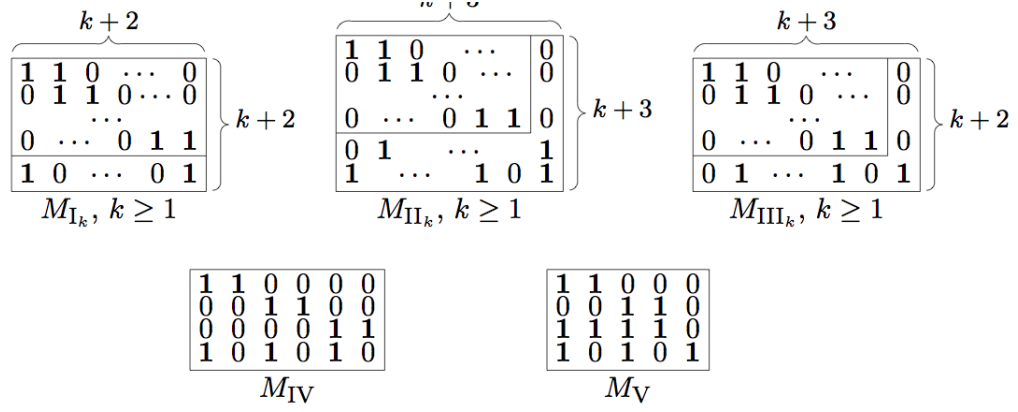 k + 2
1 1 0 ··· 0
0 1 1 0 ··· 0
···
0 ··· 0 1 1
1 0 ··· 0 1
k + 2
M_{I_k}, k ≥ 1
1 1 0 ··· 0
0 1 1 0 ··· 0
···
0 ··· 0 1 1 0
0 1 ··· 1
1 ··· 1 0 1
k + 3
M_{II_k}, k ≥ 1
k + 3
1 1 0 ··· 0
0 1 1 0 ··· 0
···
0 ··· 0 1 1 0
0 1 ··· 1 0 1
k + 2
M_{III_k}, k ≥ 1
1 1 0 0 0 0
0 0 1 1 0 0
0 0 0 0 1 1
1 0 1 0 1 0
M_{IV}
1 1 0 0 0
0 0 1 1 0
1 1 1 1 0
1 0 1 0 1
M_V